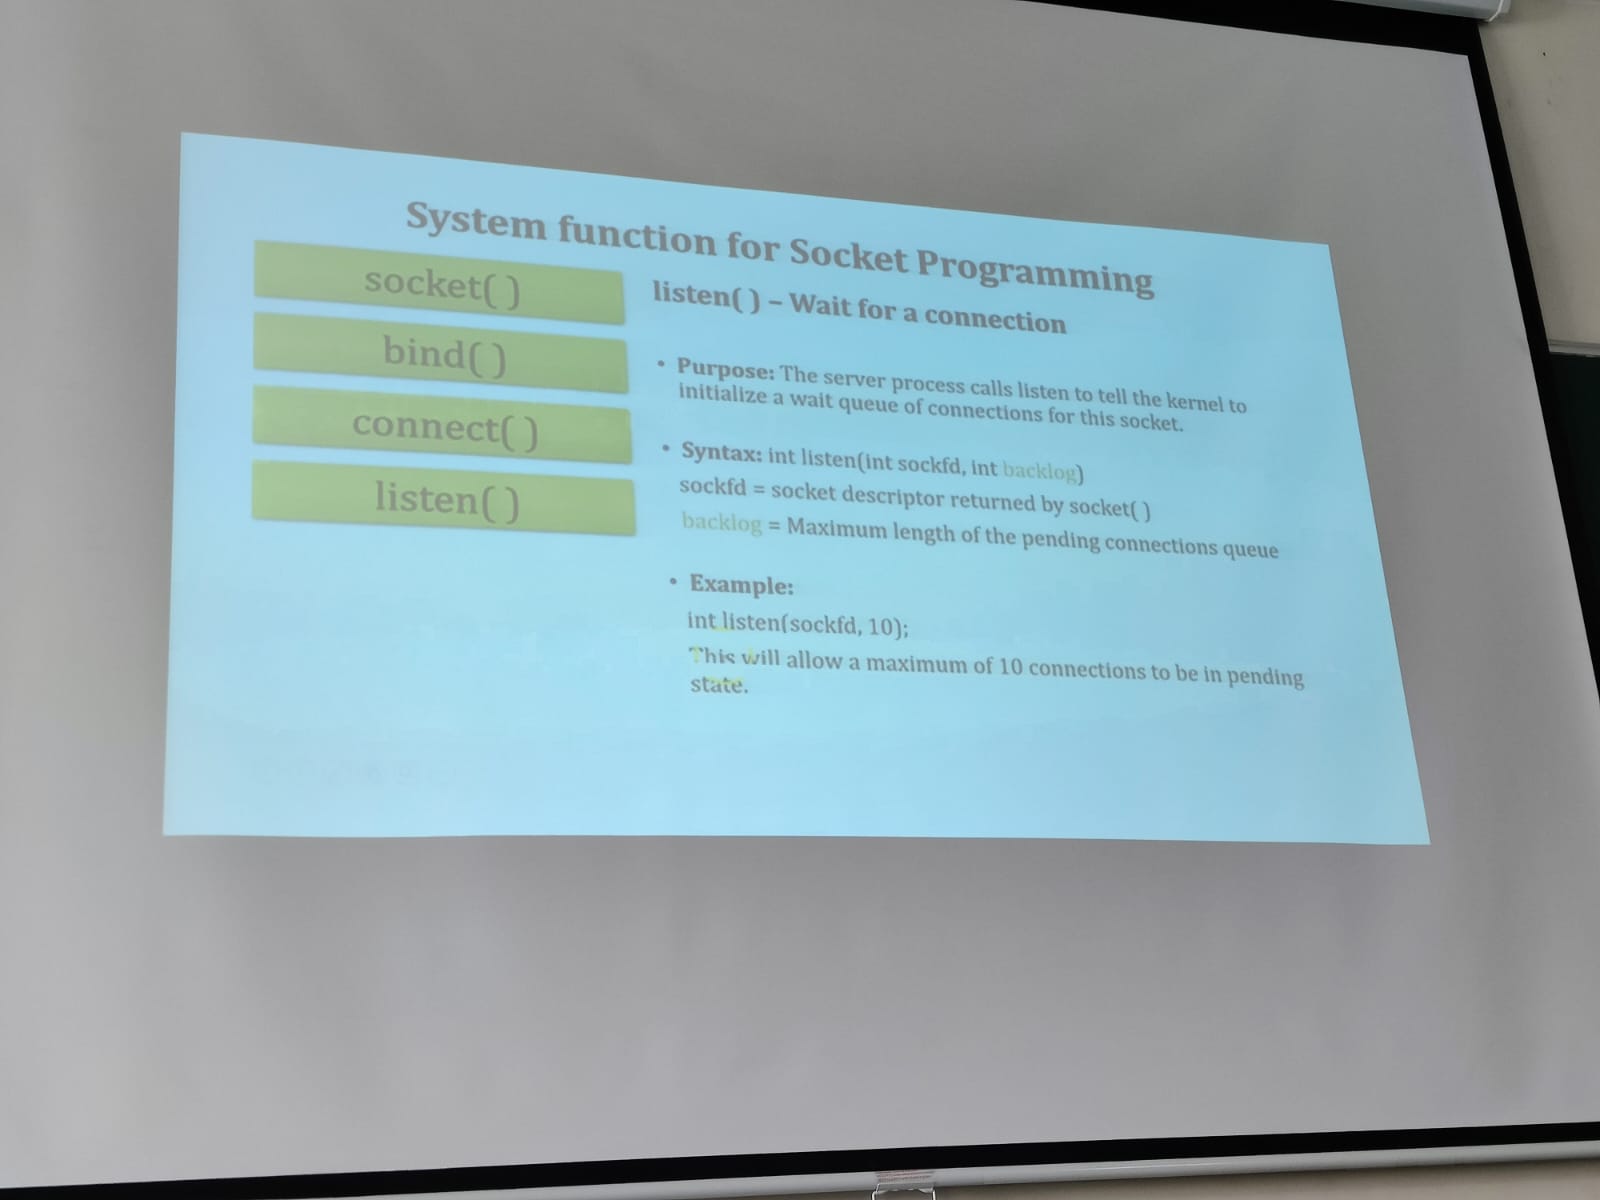 System function for Socket Programming
socket( )
bind( )
connect( )
listen( )
listen( ) – Wait for a connection
• Purpose: The server process calls listen to tell the kernel to
initialize a wait queue of connections for this socket.
• Syntax: int listen(int sockfd, int backlog)
sockfd = socket descriptor returned by socket( )
backlog = Maximum length of the pending connections queue
• Example:
int listen(sockfd, 10);
This will allow a maximum of 10 connections to be in pending
state.